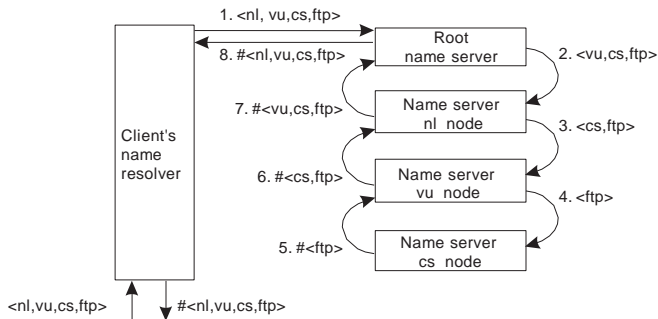 1. <nl, vu,cs,ftp>
Root
name server
8. #<nl,vu,cs,ftp>
2. <vu,cs,ftp>
7. #<vu,cs,ftp>
Name server
nl node
3. <cs,ftp>
Client's
name
resolver
6. #<cs,ftp>
Name server
vu node
4. <ftp>
5. #<ftp>
Name server
cs node
<nl,vu,cs,ftp>
#<nl,vu,cs,ftp>